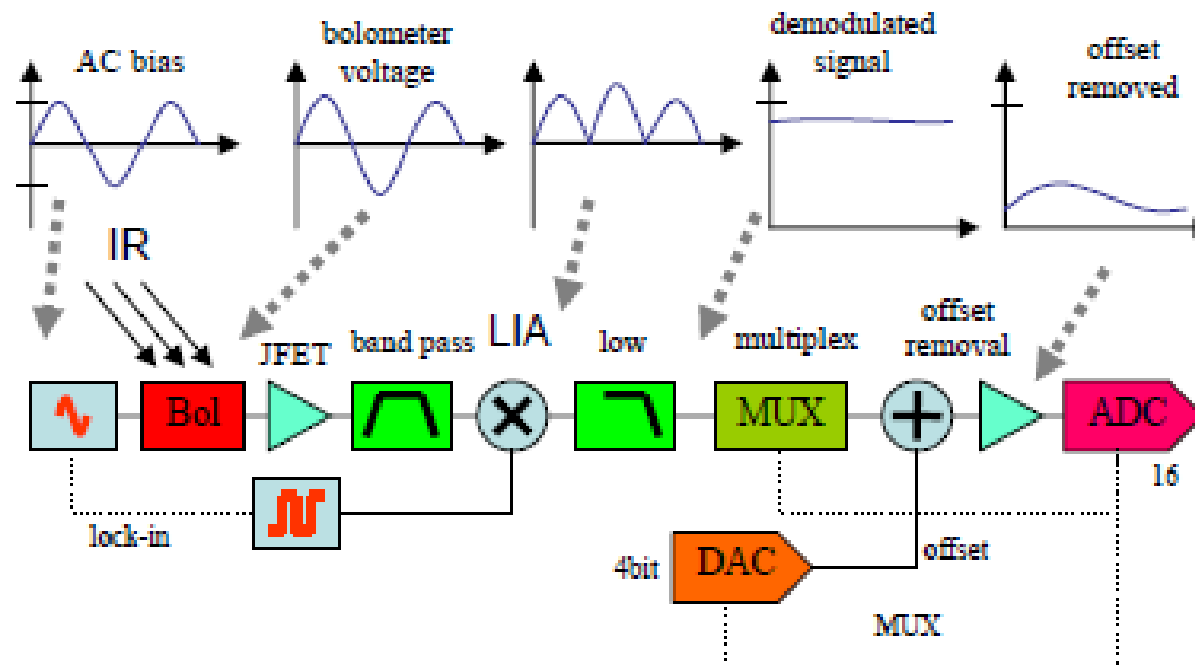 AC bias
bolometer
voltage
demodulated
signal
offset
removed
IR
JFET
band pass
LIA
low
multiplex
offset
removal
Bol
MUX
ADC
16
lock-in
4bit
DAC
offset
MUX